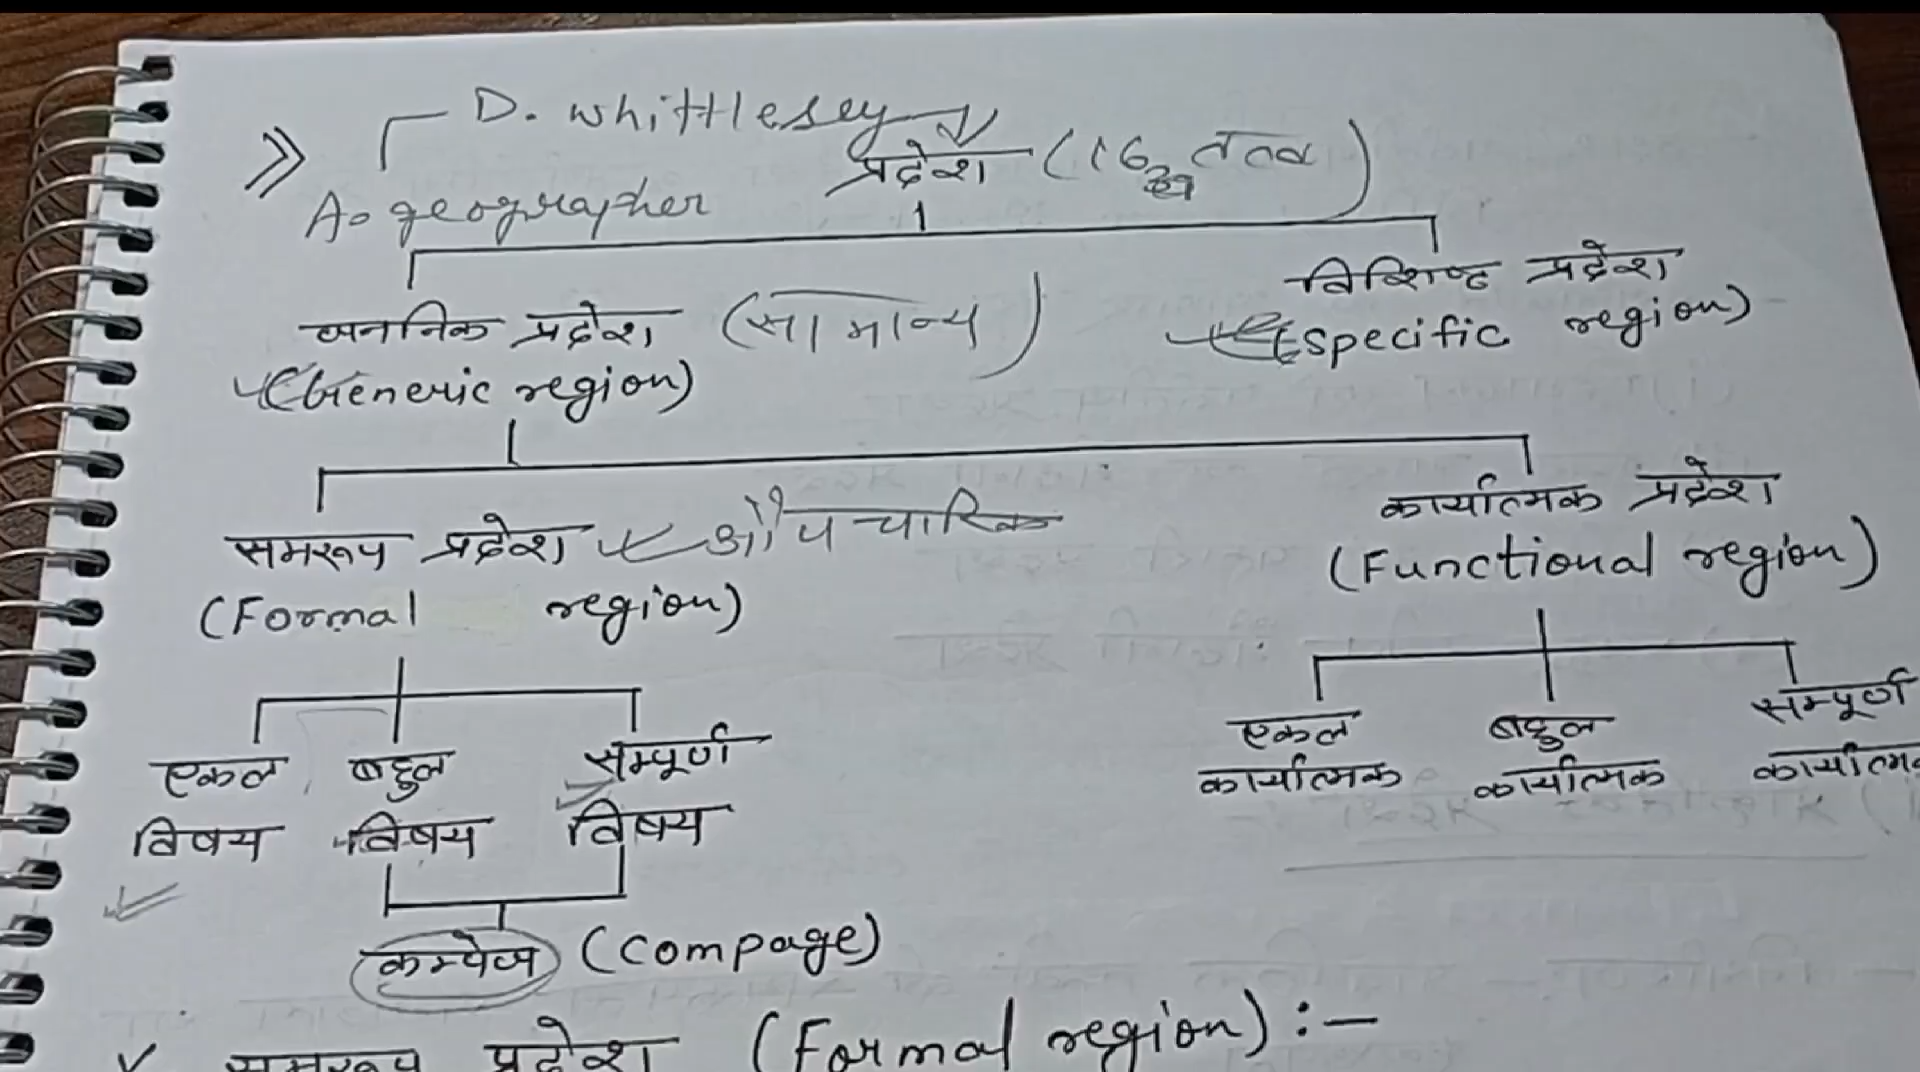 D. Whittlesey
A. geographer
प्रदेश (16 तत्व)
जननिक प्रदेश (सामान्य)
(Generic region)
विशिष्ट प्रदेश
(Specific region)
समरूप प्रदेश औपचारिक
(Formal region)
कार्यात्मक प्रदेश
(Functional region)
एकल विषय
बहुल विषय
सम्पूर्ण विषय
एकल कार्यात्मक
बहुल कार्यात्मक
सम्पूर्ण
कम्पेज (Compage)
समरूप प्रदेश (Formal region) :-